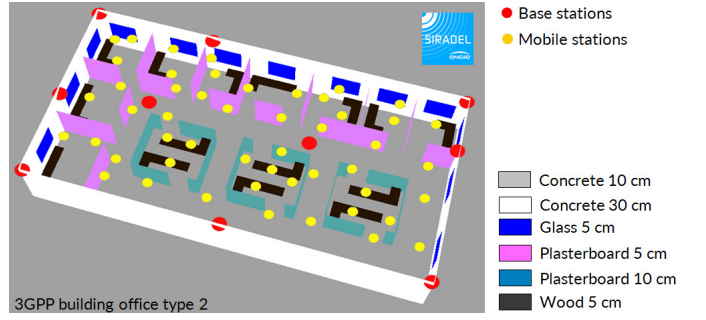 Base stations
Mobile stations
SIRADEL
ENGIE
Concrete 10 cm
Concrete 30 cm
Glass 5 cm
Plasterboard 5 cm
Plasterboard 10 cm
Wood 5 cm
3GPP building office type 2